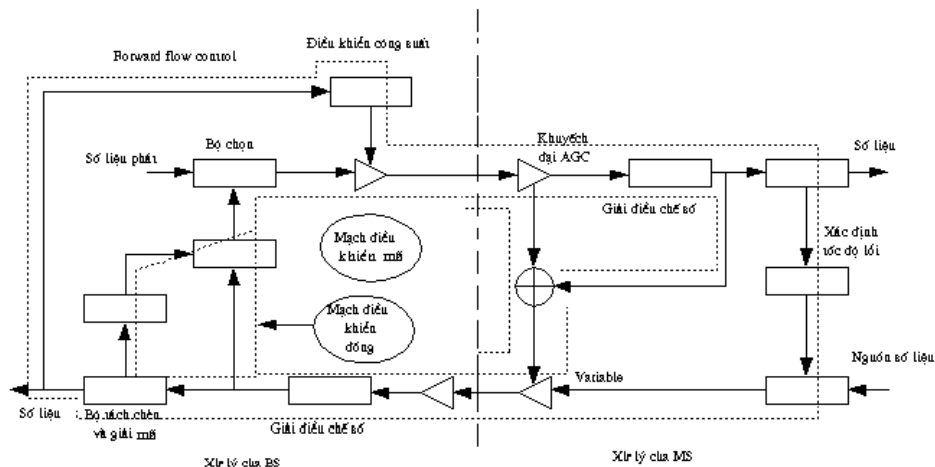 Forward flow control
Điều khiển công suất
Số liệu phát
Bộ chọn
Khuyếch
đại AGC
Số liệu
Giải điều chế số
Mạch điều
khiển mã
Xác định
tốc độ lỗi
Mạch điều
khiển
đóng
Nguồn số liệu
Variable
Số liệu
Bộ tách chèn
và giải mã
Giải điều chế số
Xử lý của BS
Xử lý của MS